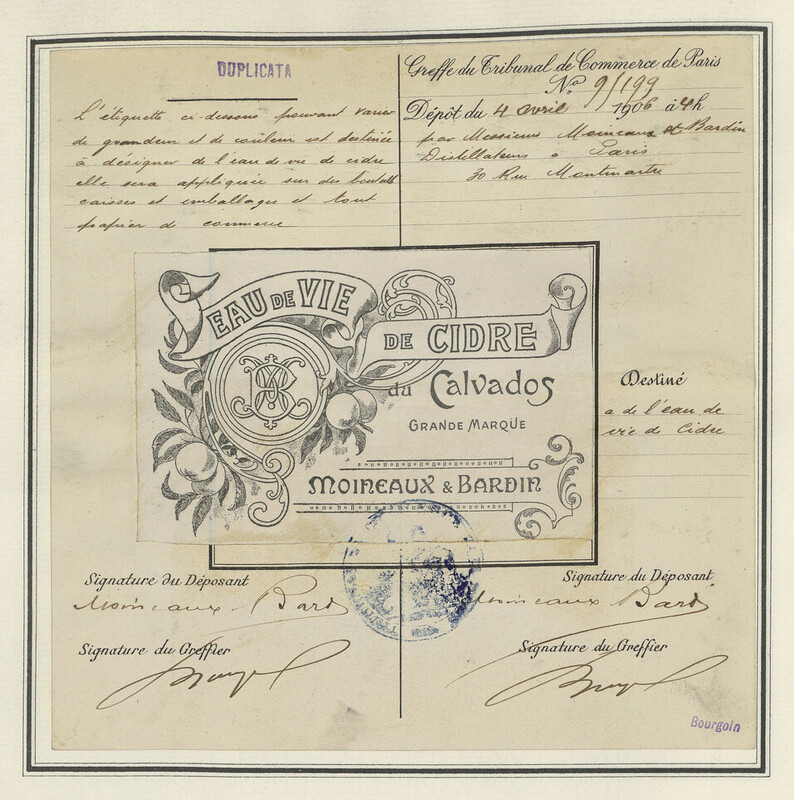 DUPLICATA
L'étiquette ci-dessous pouvant varier
de grandeur et de couleur est destinée
à désigner de l'eau de vie de cidre
elle sera appliquée sur des bouteilles
caisses et emballages et tout
papier de commerce
Greffe du Tribunal de Commerce de Paris
No 9/199
Dépôt du 4 avril 1906 à 4h
par Messieurs Moineaux et Bardin
Distillateurs à Paris
30 Rue Montmartre
EAU DE VIE
DE CIDRE
du Calvados
GRANDE MARQUE
MOINEAUX & BARDIN
Destiné
a de l'eau de
vie de Cidre
Signature du Déposant
Moineaux Bard
Signature du Greffier
Signature du Déposant
Moineaux Bard
Signature du Greffier
Bourgoin